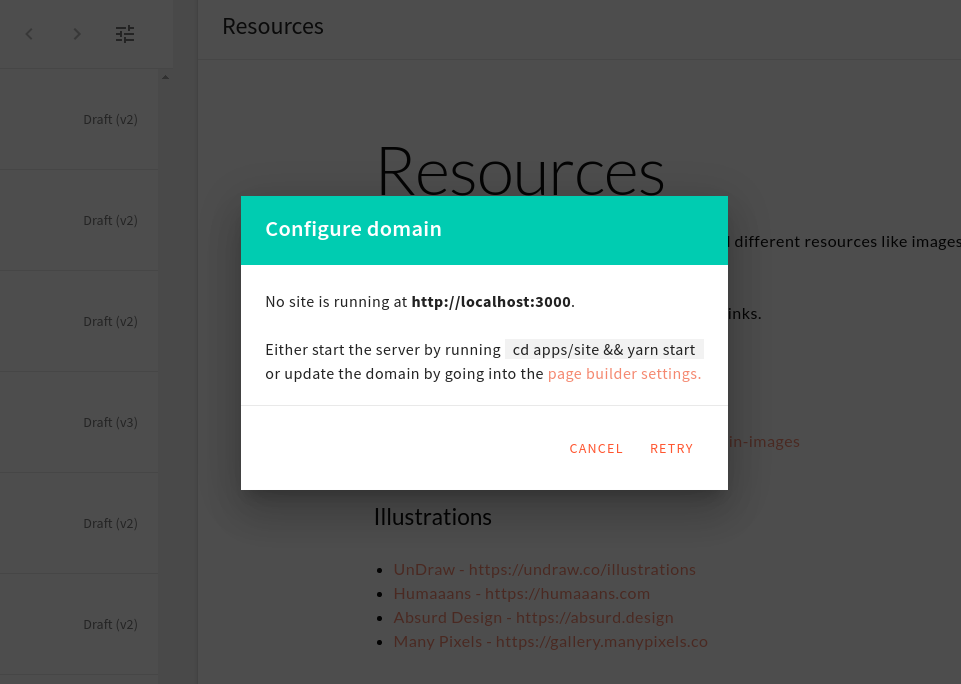 Resources
Draft (v2)
Draft (v2)
Draft (v2)
Draft (v3)
Draft (v2)
Draft (v2)
Resources
different resources like images
inks.
in-images
Configure domain
No site is running at http://localhost:3000.
Either start the server by running cd apps/site && yarn start
or update the domain by going into the page builder settings.
CANCEL RETRY
Illustrations
UnDraw - https://undraw.co/illustrations
Humaaans - https://humaaans.com
Absurd Design - https://absurd.design
Many Pixels - https://gallery.manypixels.co